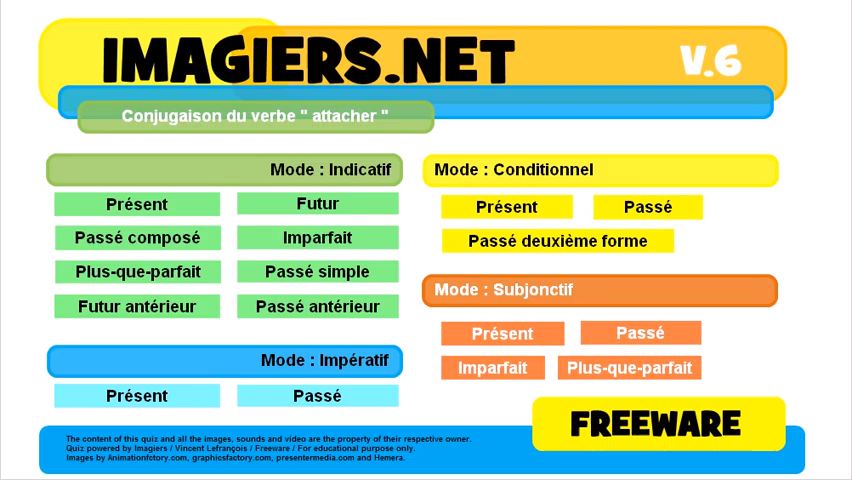 IMAGIERS.NET
V.6
Conjugaison du verbe " attacher "
Mode : Indicatif
Présent
Futur
Passé composé
Imparfait
Plus-que-parfait
Passé simple
Futur antérieur
Passé antérieur
Mode : Impératif
Présent
Passé
Mode : Conditionnel
Présent
Passé
Passé deuxième forme
Mode : Subjonctif
Présent
Passé
Imparfait
Plus-que-parfait
FREEWARE
The content of this quiz and all the images, sounds and video are the property of their respective owner.
Quiz powered by Imagiers / Vincent Lefrançois / Freeware / For educational purpose only.
Images by Animationfctory.com, graphicsfactory.com, presentermedia.com and Hemera.